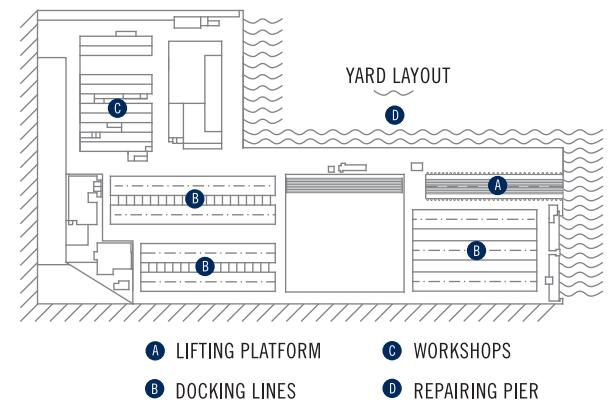 YARD LAYOUT
D
C
A
B
B
B
A LIFTING PLATFORM
C WORKSHOPS
B DOCKING LINES
D REPAIRING PIER